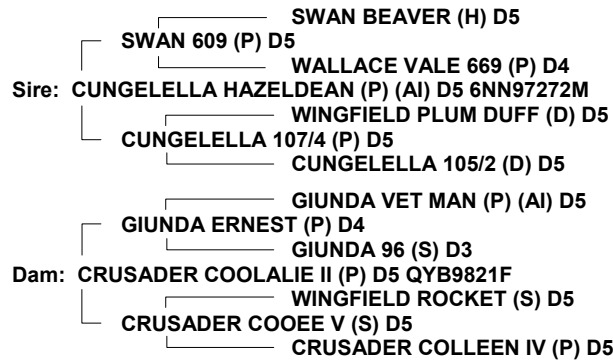 SWAN BEAVER (H) D5
SWAN 609 (P) D5
WALLACE VALE 669 (P) D4
Sire: CUNGELELLA HAZELDEAN (P) (AI) D5 6NN97272M
WINGFIELD PLUM DUFF (D) D5
CUNGELELLA 107/4 (P) D5
CUNGELELLA 105/2 (D) D5
GIUNDA VET MAN (P) (AI) D5
GIUNDA ERNEST (P) D4
GIUNDA 96 (S) D3
Dam: CRUSADER COOLALIE II (P) D5 QYB9821F
WINGFIELD ROCKET (S) D5
CRUSADER COOEE V (S) D5
CRUSADER COLLEEN IV (P) D5